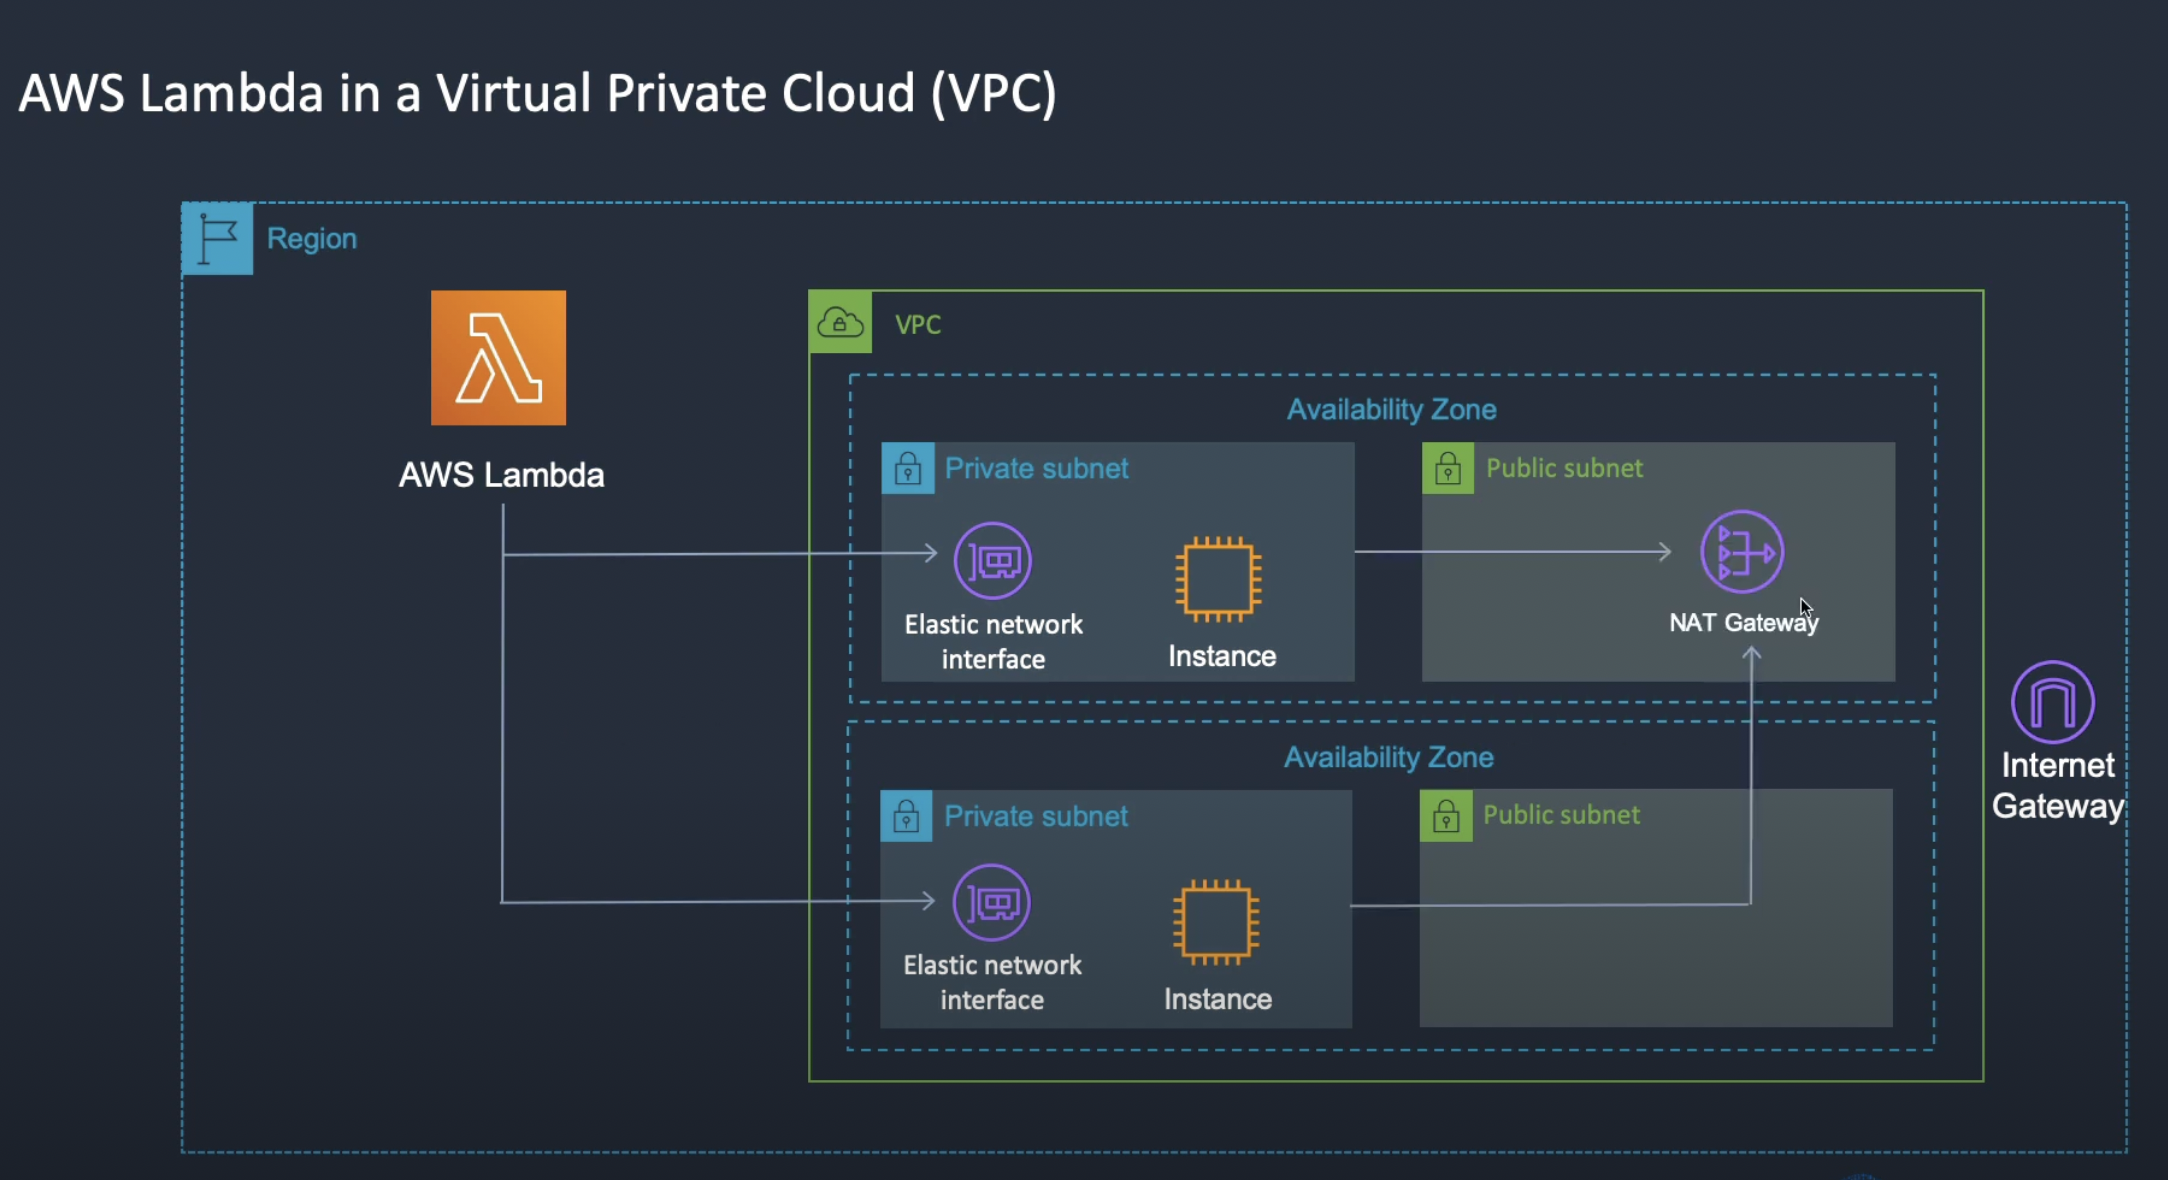 AWS Lambda in a Virtual Private Cloud (VPC)
Region
AWS Lambda
VPC
Availability Zone
Private subnet
Elastic network
interface
Instance
Public subnet
NAT Gateway
Availability Zone
Private subnet
Elastic network
interface
Instance
Public subnet
Internet
Gateway